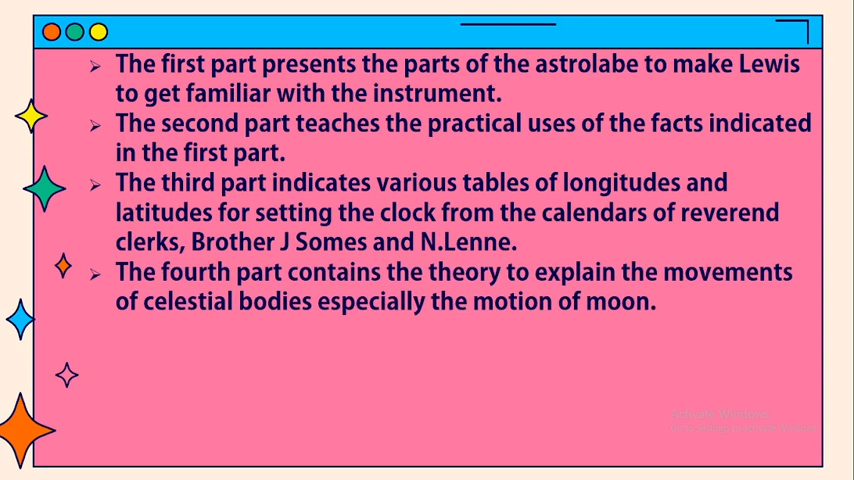 The first part presents the parts of the astrolabe to make Lewis
to get familiar with the instrument.
The second part teaches the practical uses of the facts indicated
in the first part.
The third part indicates various tables of longitudes and
latitudes for setting the clock from the calendars of reverend
clerks, Brother J Somes and N.Lenne.
The fourth part contains the theory to explain the movements
of celestial bodies especially the motion of moon.
Activate Windows